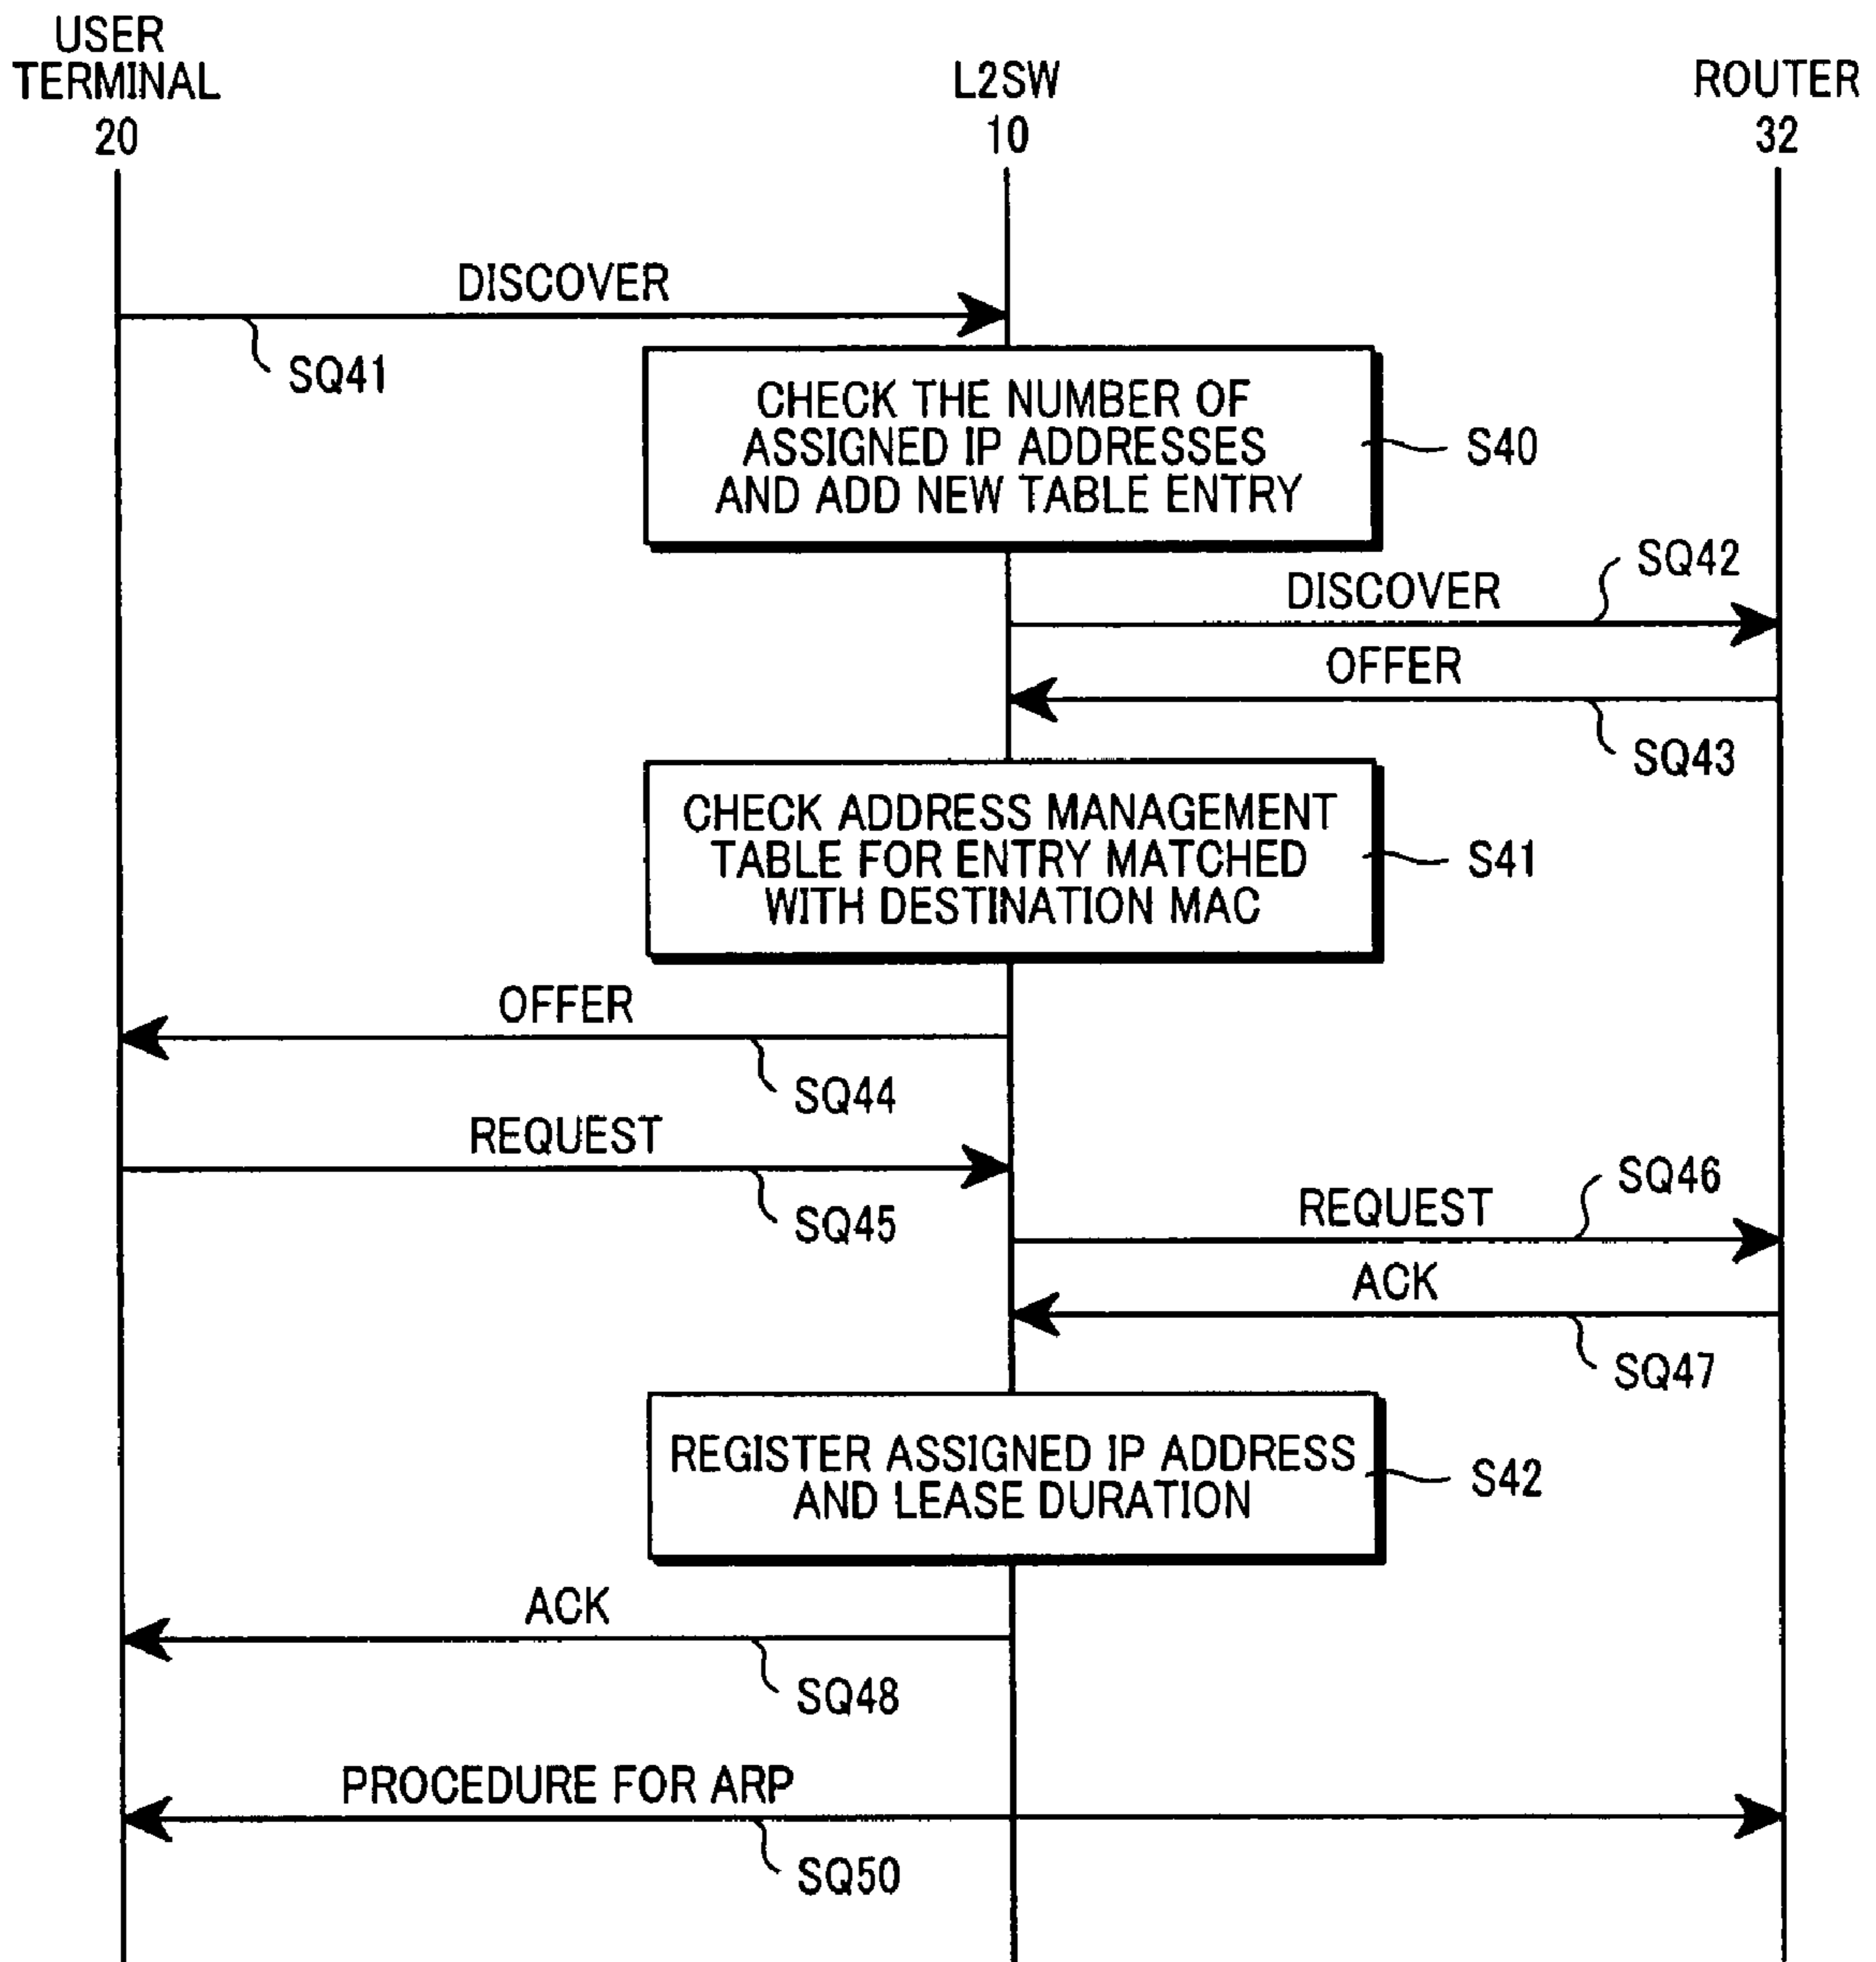 USER
TERMINAL
20
L2SW
10
ROUTER
32
DISCOVER
SQ41
CHECK THE NUMBER OF
ASSIGNED IP ADDRESSES
AND ADD NEW TABLE ENTRY
S40
SQ42
DISCOVER
OFFER
SQ43
CHECK ADDRESS MANAGEMENT
TABLE FOR ENTRY MATCHED
WITH DESTINATION MAC
S41
OFFER
SQ44
REQUEST
SQ45
SQ46
REQUEST
ACK
SQ47
REGISTER ASSIGNED IP ADDRESS
AND LEASE DURATION
S42
ACK
SQ48
PROCEDURE FOR ARP
SQ50